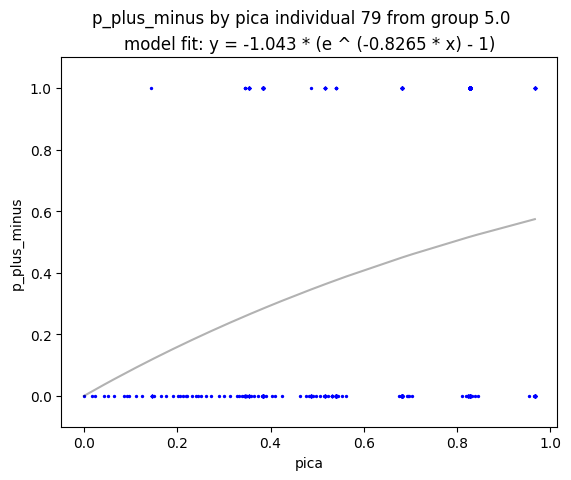 p_plus_minus by pica individual 79 from group 5.0
model fit: y = -1.043 * (e ^ (-0.8265 * x) - 1)
1.0
0.8
0.6
0.4
0.2
0.0
p_plus_minus
0.0 0.2 0.4 0.6 0.8 1.0
pica